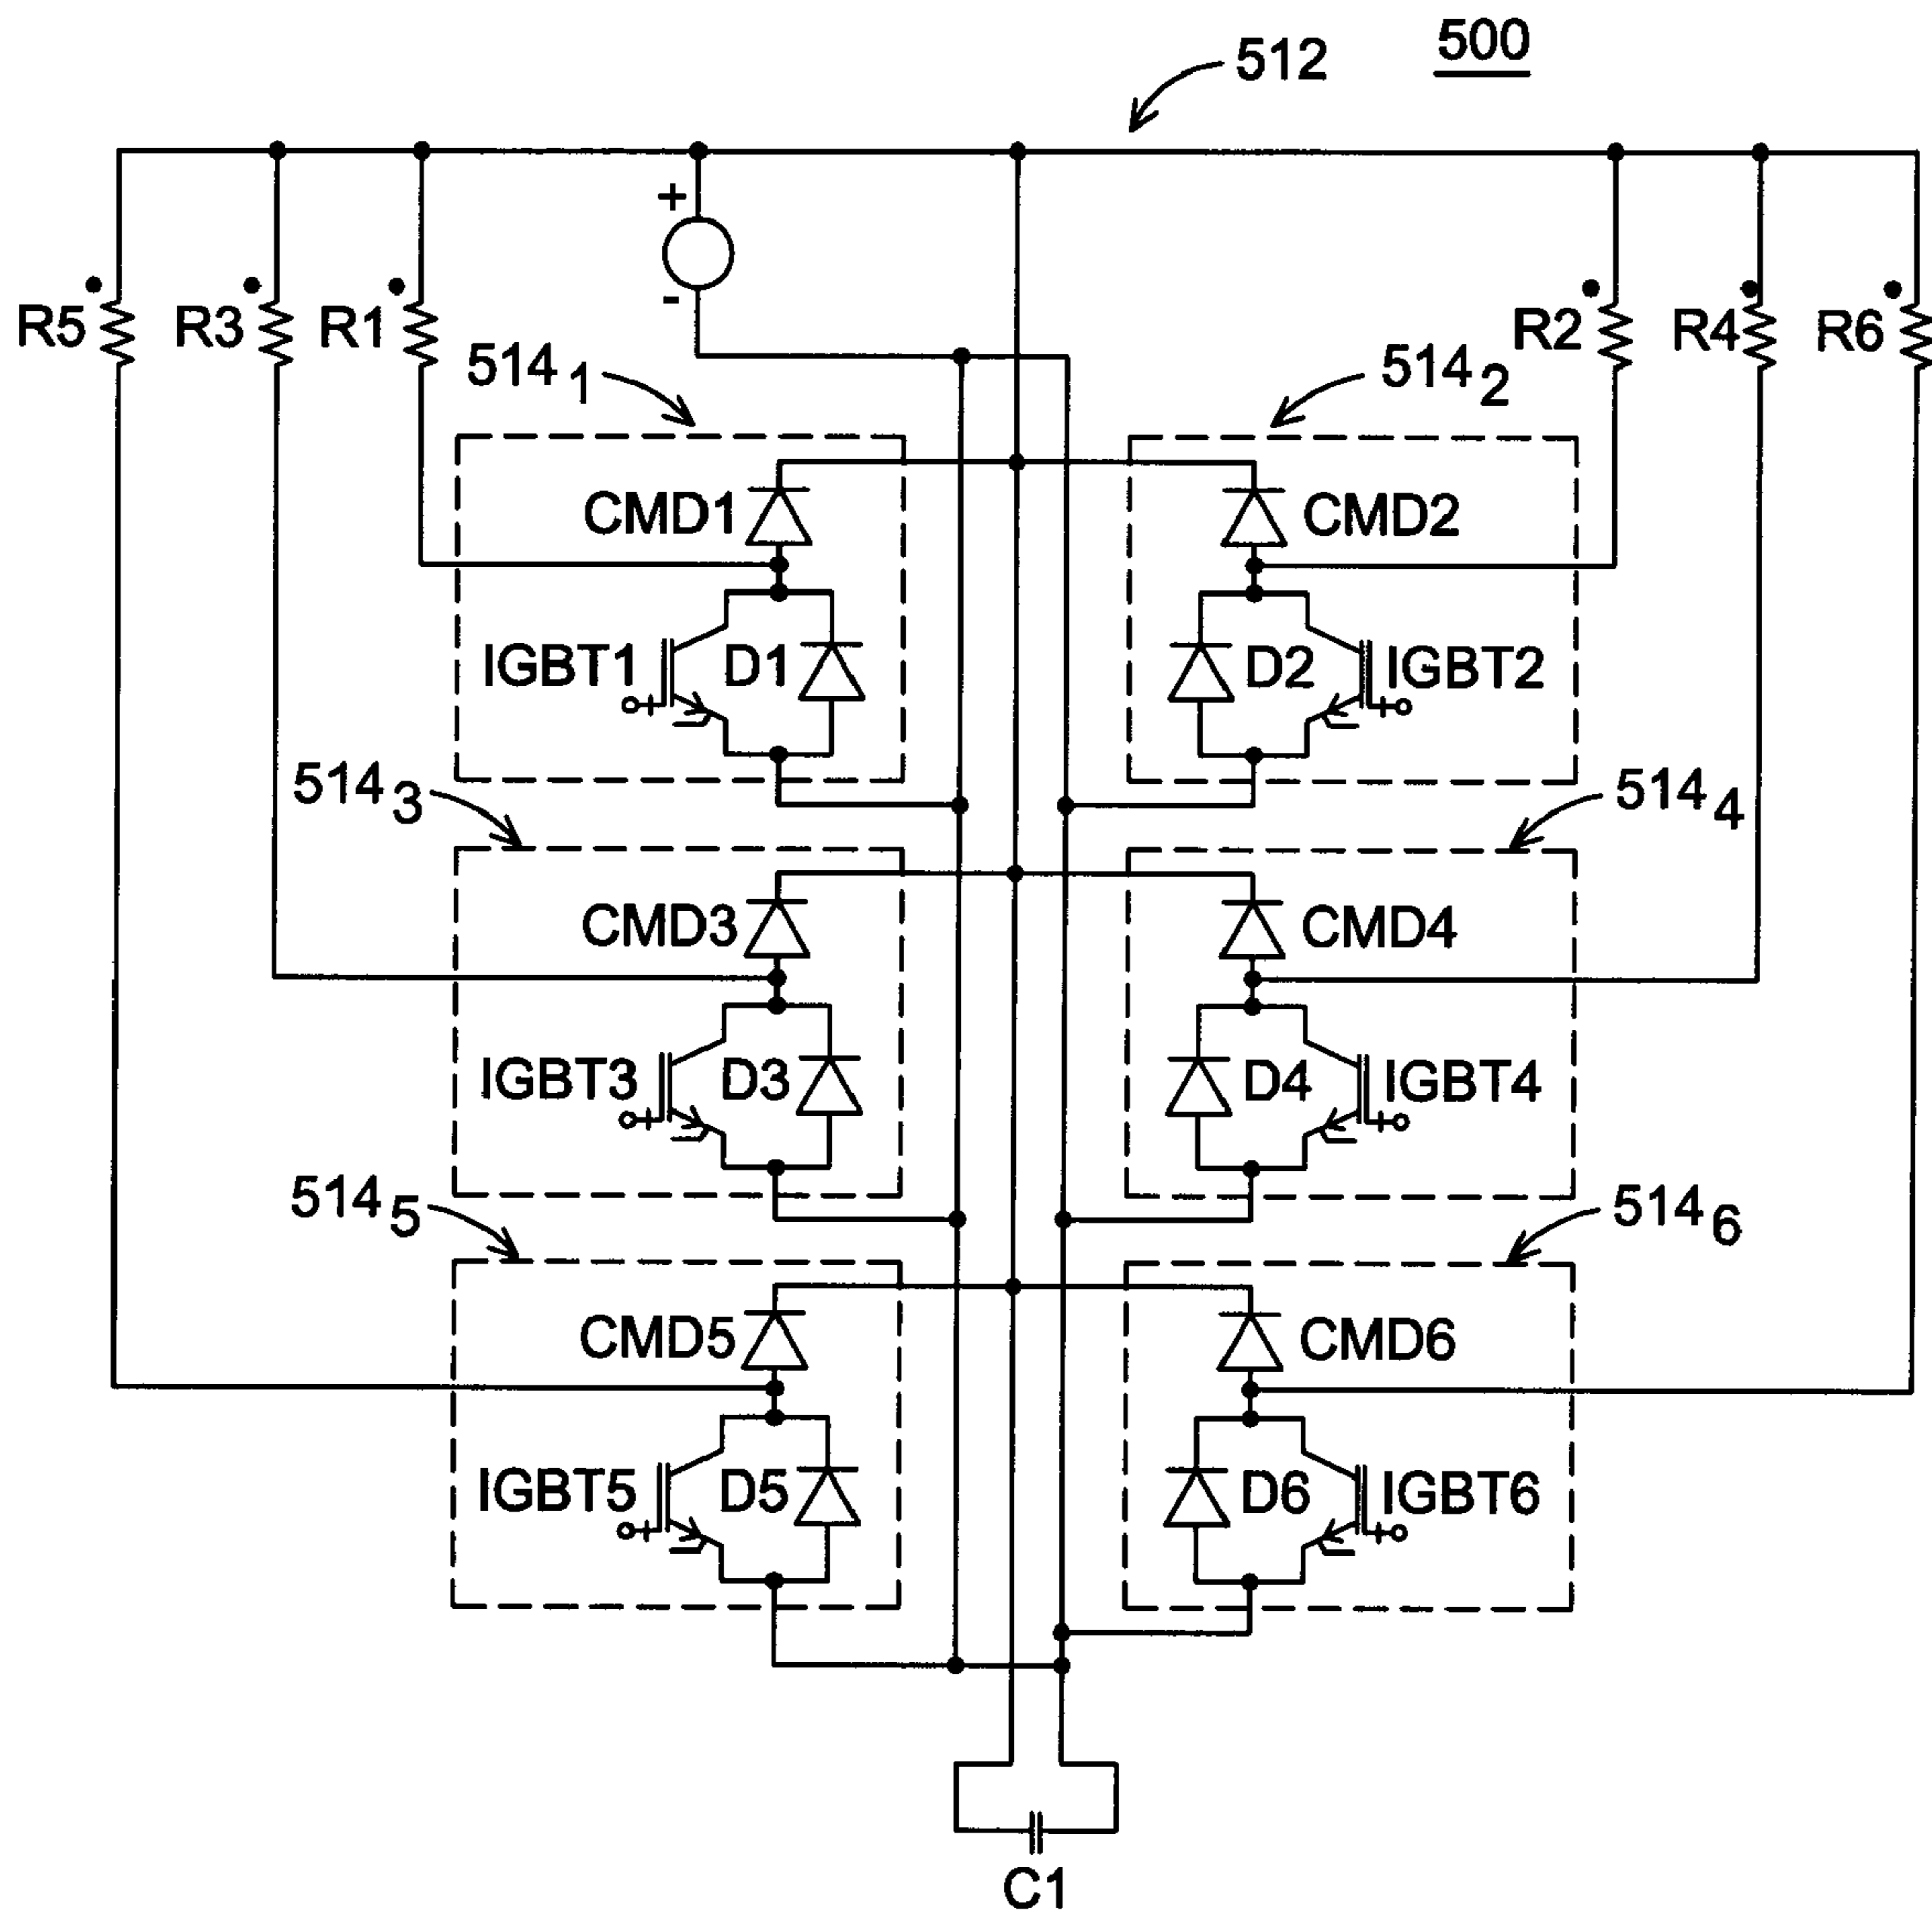 500
512
+
-
R5
R3
R1
R2
R4
R6
514 1
514 2
CMD1
CMD2
IGBT1
D1
D2
IGBT2
514 3
514 4
CMD3
CMD4
IGBT3
D3
D4
IGBT4
514 5
514 6
CMD5
CMD6
IGBT5
D5
D6
IGBT6
C1